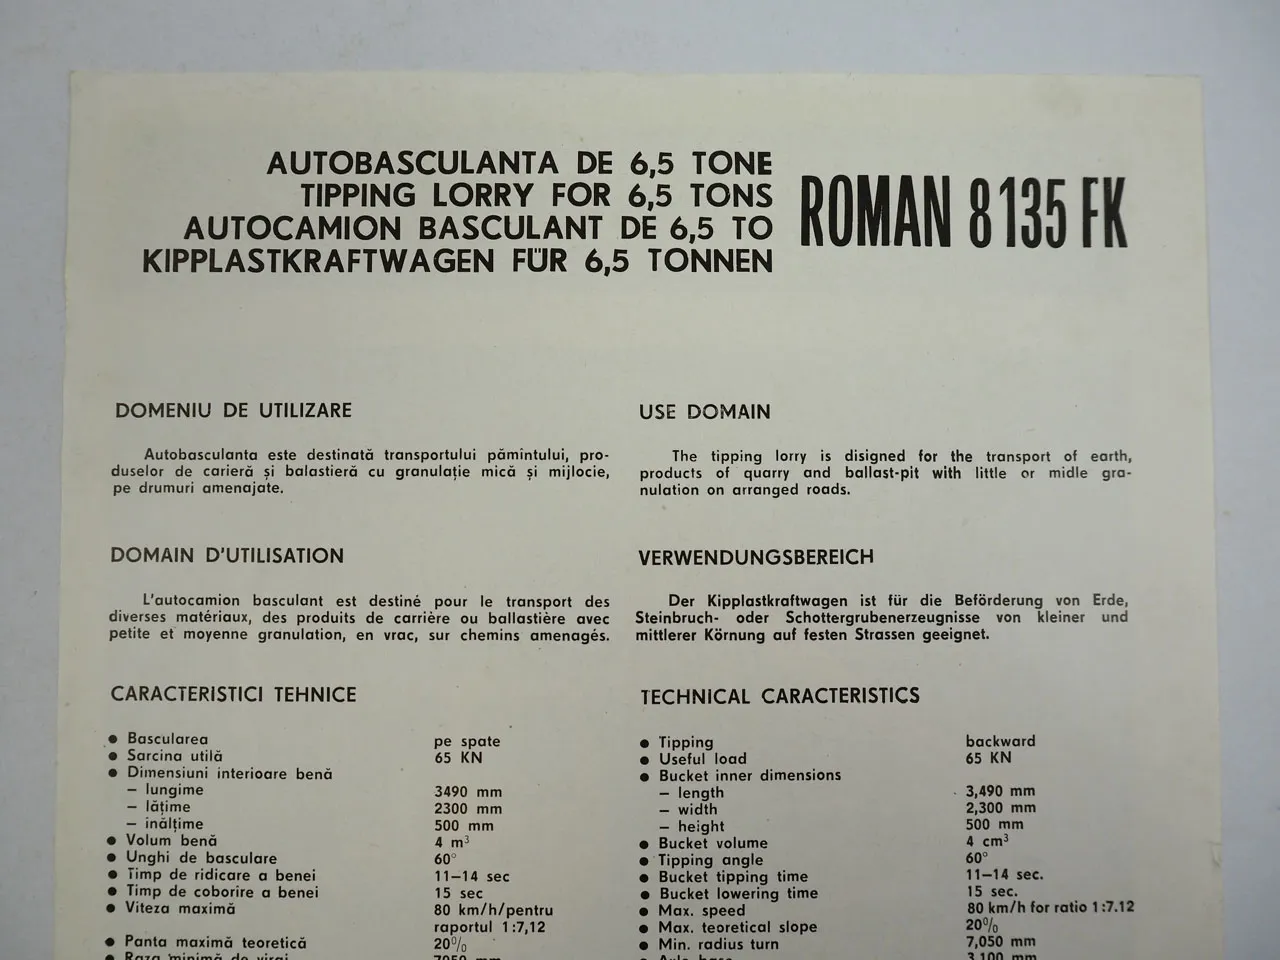 AUTOBASCULANTA DE 6,5 TONE
TIPPING LORRY FOR 6,5 TONS
AUTOCAMION BASCULANT DE 6,5 TO
KIPPLASTKRAFTWAGEN FÜR 6,5 TONNEN
ROMAN 8135 FK
DOMENIU DE UTILIZARE
Autobasculanta este destinată transportului pămîntului, pro-
duselor de carieră și balastieră cu granulație mică și mijlocie,
pe drumuri amenajate.
USE DOMAIN
The tipping lorry is disigned for the transport of earth,
products of quarry and ballast-pit with little or midle gra-
nulation on arranged roads.
DOMAIN D'UTILISATION
L'autocamion basculant est destiné pour le transport des
diverses matériaux, des produits de carrière ou ballastière avec
petite et moyenne granulation, en vrac, sur chemins amenagés.
VERWENDUNGSBEREICH
Der Kipplastkraftwagen ist für die Beförderung von Erde,
Steinbruch- oder Schottergrubenerzeugnisse von kleiner und
mittlerer Körnung auf festen Strassen geeignet.
CARACTERISTICI TEHNICE
● Bascularea pe spate
● Sarcina utilă 65 KN
● Dimensiuni interioare benă
– lungime 3490 mm
– lățime 2300 mm
– inălțime 500 mm
● Volum benă 4 m³
● Unghi de basculare 60°
● Timp de ridicare a benei 11–14 sec
● Timp de coborire a benei 15 sec
● Viteza maximă 80 km/h/pentru
raportul 1:7,12
● Panta maximă teoretică 20%
● Raza minimă de viraj 7050 mm
TECHNICAL CARACTERISTICS
● Tipping backward
● Useful load 65 KN
● Bucket inner dimensions
– length 3,490 mm
– width 2,300 mm
– height 500 mm
● Bucket volume 4 cm³
● Tipping angle 60°
● Bucket tipping time 11–14 sec.
● Bucket lowering time 15 sec.
● Max. speed 80 km/h for ratio 1:7.12
● Max. teoretical slope 20%
● Min. radius turn 7,050 mm
● Axle base 3,100 mm